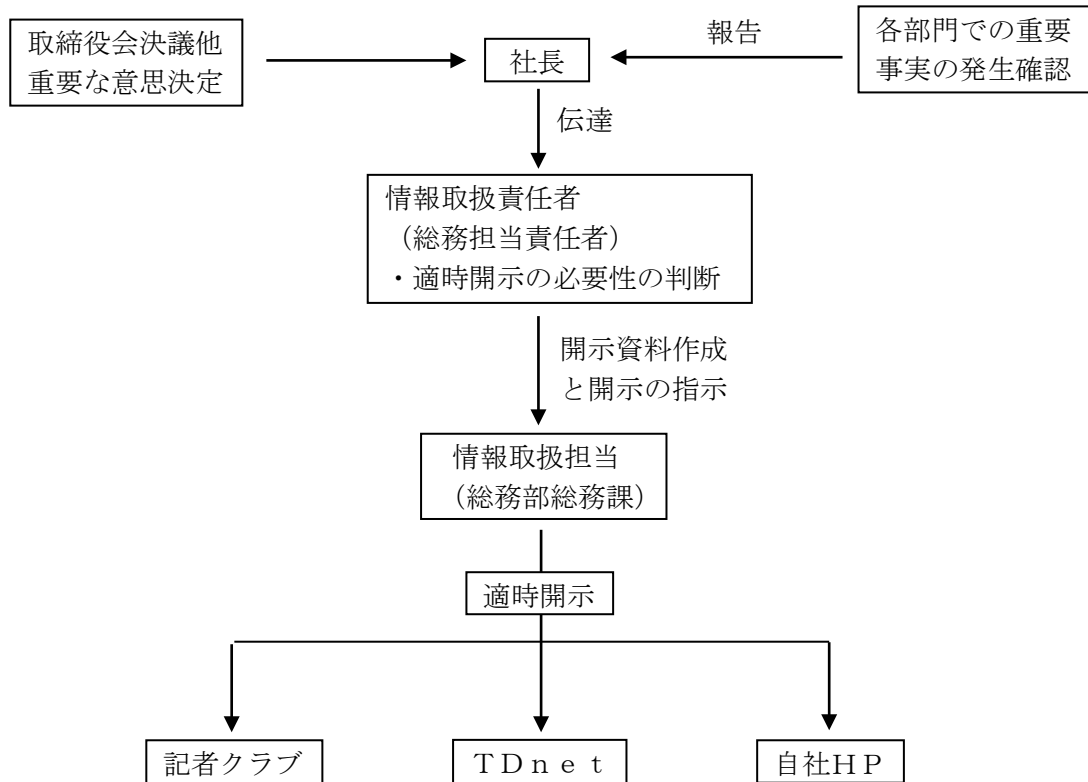 取締役会決議他
重要な意思決定
社長
報告
各部門での重要
事実の発生確認
伝達
情報取扱責任者
(総務担当責任者)
・適時開示の必要性の判断
開示資料作成
と開示の指示
情報取扱担当
(総務部総務課)
適時開示
記者クラブ
ＴＤｎｅｔ
自社ＨＰ